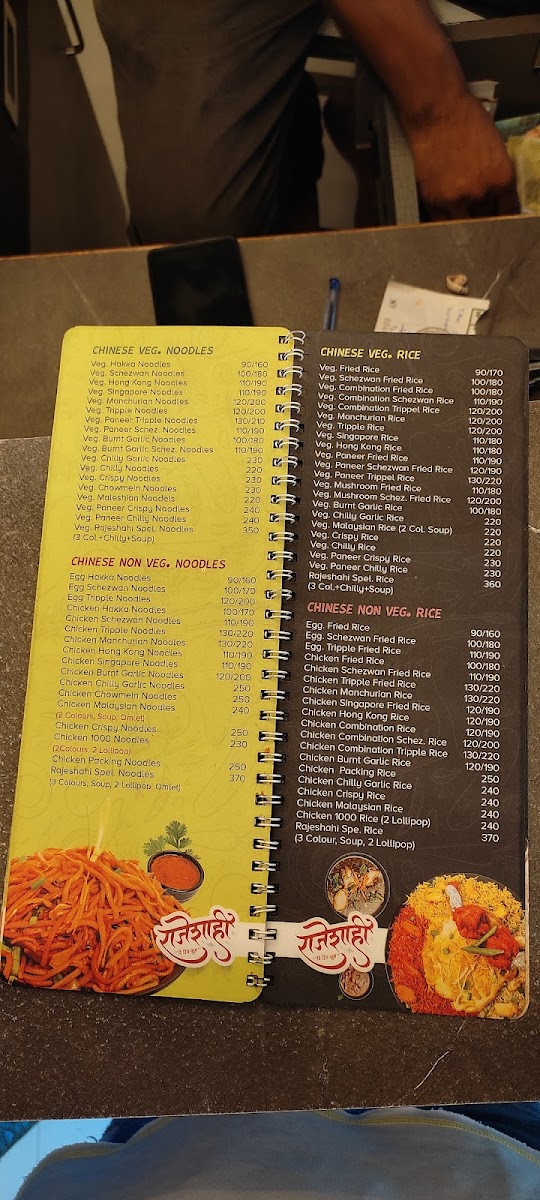 CHINESE VEG. NOODLES
Veg. Hakka Noodles 90/160
Veg. Schezwan Noodles 100/180
Veg. Hong Kong Noodles 110/190
Veg. Singapore Noodles 110/190
Veg. Manchurian Noodles 120/200
Veg. Tripple Noodles 120/200
Veg. Paneer Tripple Noodles 130/210
Veg. Paneer Schez. Noodles 110/190
Veg. Burnt Garlic Noodles 100/180
Veg. Burnt Garlic Schez. Noodles 110/190
Veg. Chilly Garlic Noodles 230
Veg. Chilly Noodles 220
Veg. Crispy Noodles 230
Veg. Chowmein Noodles 230
Veg. Maleshian Noodels 220
Veg. Paneer Crispy Noodles 240
Veg. Paneer Chilly Noodles 240
Veg. Rajeshahi Spel. Noodles 350
(3 Col.+Chilly+Soup)
CHINESE NON VEG. NOODLES
Egg Hakka Noodles 90/160
Egg Schezwan Noodles 100/170
Egg Tripple Noodles 120/200
Chicken Hakka Noodles 100/170
Chicken Schezwan Noodles 110/190
Chicken Tripple Noodles 130/220
Chicken Manchurian Noodles 130/220
Chicken Hong Kong Noodles 110/190
Chicken Singapore Noodles 110/190
Chicken Burnt Garlic Noodles 120/200
Chicken Chilly Garlic Noodles 250
Chicken Chowmein Noodles 250
Chicken Malaysian Noodles 240
(2 Colours, Soup, Omlet)
Chicken Crispy Noodles 250
Chicken 1000 Noodles 230
(2Colours, 2 Lollipop)
Chicken Packing Noodles 250
Rajeshahi Spel. Noodles 370
(3 Colours, Soup, 2 Lollipop, Omlet)
राजेशाही
CHINESE VEG. RICE
Veg. Fried Rice 90/170
Veg. Schezwan Fried Rice 100/180
Veg. Combination Fried Rice 100/180
Veg. Combination Schezwan Rice 110/190
Veg. Combination Trippel Rice 120/200
Veg. Manchurian Rice 120/200
Veg. Tripple Rice 120/200
Veg. Singapore Rice 110/180
Veg. Hong Kong Rice 110/180
Veg. Paneer Fried Rice 110/190
Veg. Paneer Schezwan Fried Rice 120/190
Veg. Paneer Trippel Rice 130/220
Veg. Mushroom Fried Rice 110/180
Veg. Mushroom Schez. Fried Rice 120/200
Veg. Burnt Garlic Rice 100/180
Veg. Chilly Garlic Rice 220
Veg. Malaysian Rice (2 Col. Soup) 220
Veg. Crispy Rice 220
Veg. Chilly Rice 220
Veg. Paneer Crispy Rice 230
Veg. Paneer Chilly Rice 230
Rajeshahi Spel. Rice 360
(3 Col.+Chilly+Soup)
CHINESE NON VEG. RICE
Egg. Fried Rice 90/160
Egg. Schezwan Fried Rice 100/180
Egg. Tripple Fried Rice 110/190
Chicken Fried Rice 100/180
Chicken Schezwan Fried Rice 110/190
Chicken Tripple Fried Rice 130/220
Chicken Manchurian Rice 130/220
Chicken Singapore Fried Rice 120/190
Chicken Hong Kong Rice 120/190
Chicken Combination Rice 120/190
Chicken Combination Schez. Rice 120/200
Chicken Combination Tripple Rice 130/220
Chicken Burnt Garlic Rice 120/190
Chicken Packing Rice 250
Chicken Chilly Garlic Rice 240
Chicken Crispy Rice 240
Chicken Malaysian Rice 240
Chicken 1000 Rice (2 Lollipop) 240
Rajeshahi Spe. Rice 370
(3 Colour, Soup, 2 Lollipop)
राजेशाही